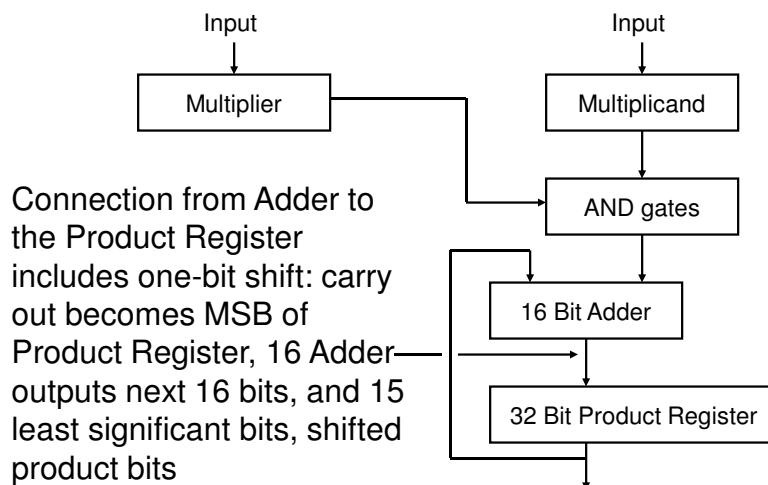 Input
Input
Multiplier
Multiplicand
AND gates
Connection from Adder to
the Product Register
includes one-bit shift: carry
out becomes MSB of
Product Register, 16 Adder
outputs next 16 bits, and 15
least significant bits, shifted
product bits
16 Bit Adder
32 Bit Product Register